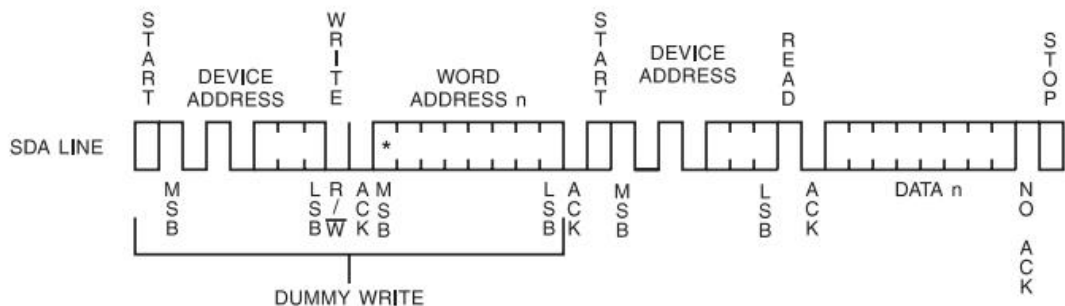 START
WRITE
START
READ
STOP
DEVICE
ADDRESS
WORD
ADDRESS n
DEVICE
ADDRESS
SDA LINE
*
MSB
LSB
R/W̅
ACK
MSB
LSB
ACK
MSB
LSB
ACK
DATA n
NO ACK
DUMMY WRITE